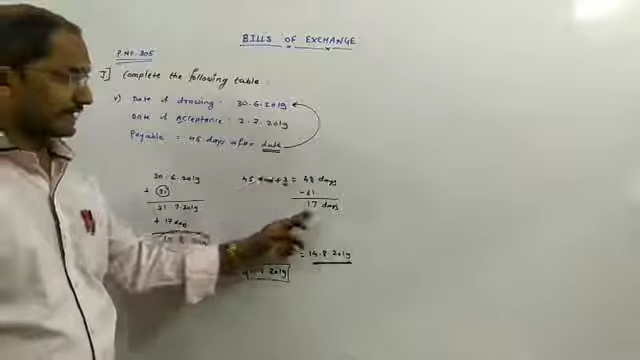 BILLS OF EXCHANGE
P.NO. 305
J] Complete the following table
v) Date of drawing : 30.6.2019
Date of Acceptance : 2.7.2019
Payable = 45 days after date
30.6.2019
+ 31
31 7.2019
+ 17 days
45 + 3 = 48 days
- 31
17 days
= 14.8.2019